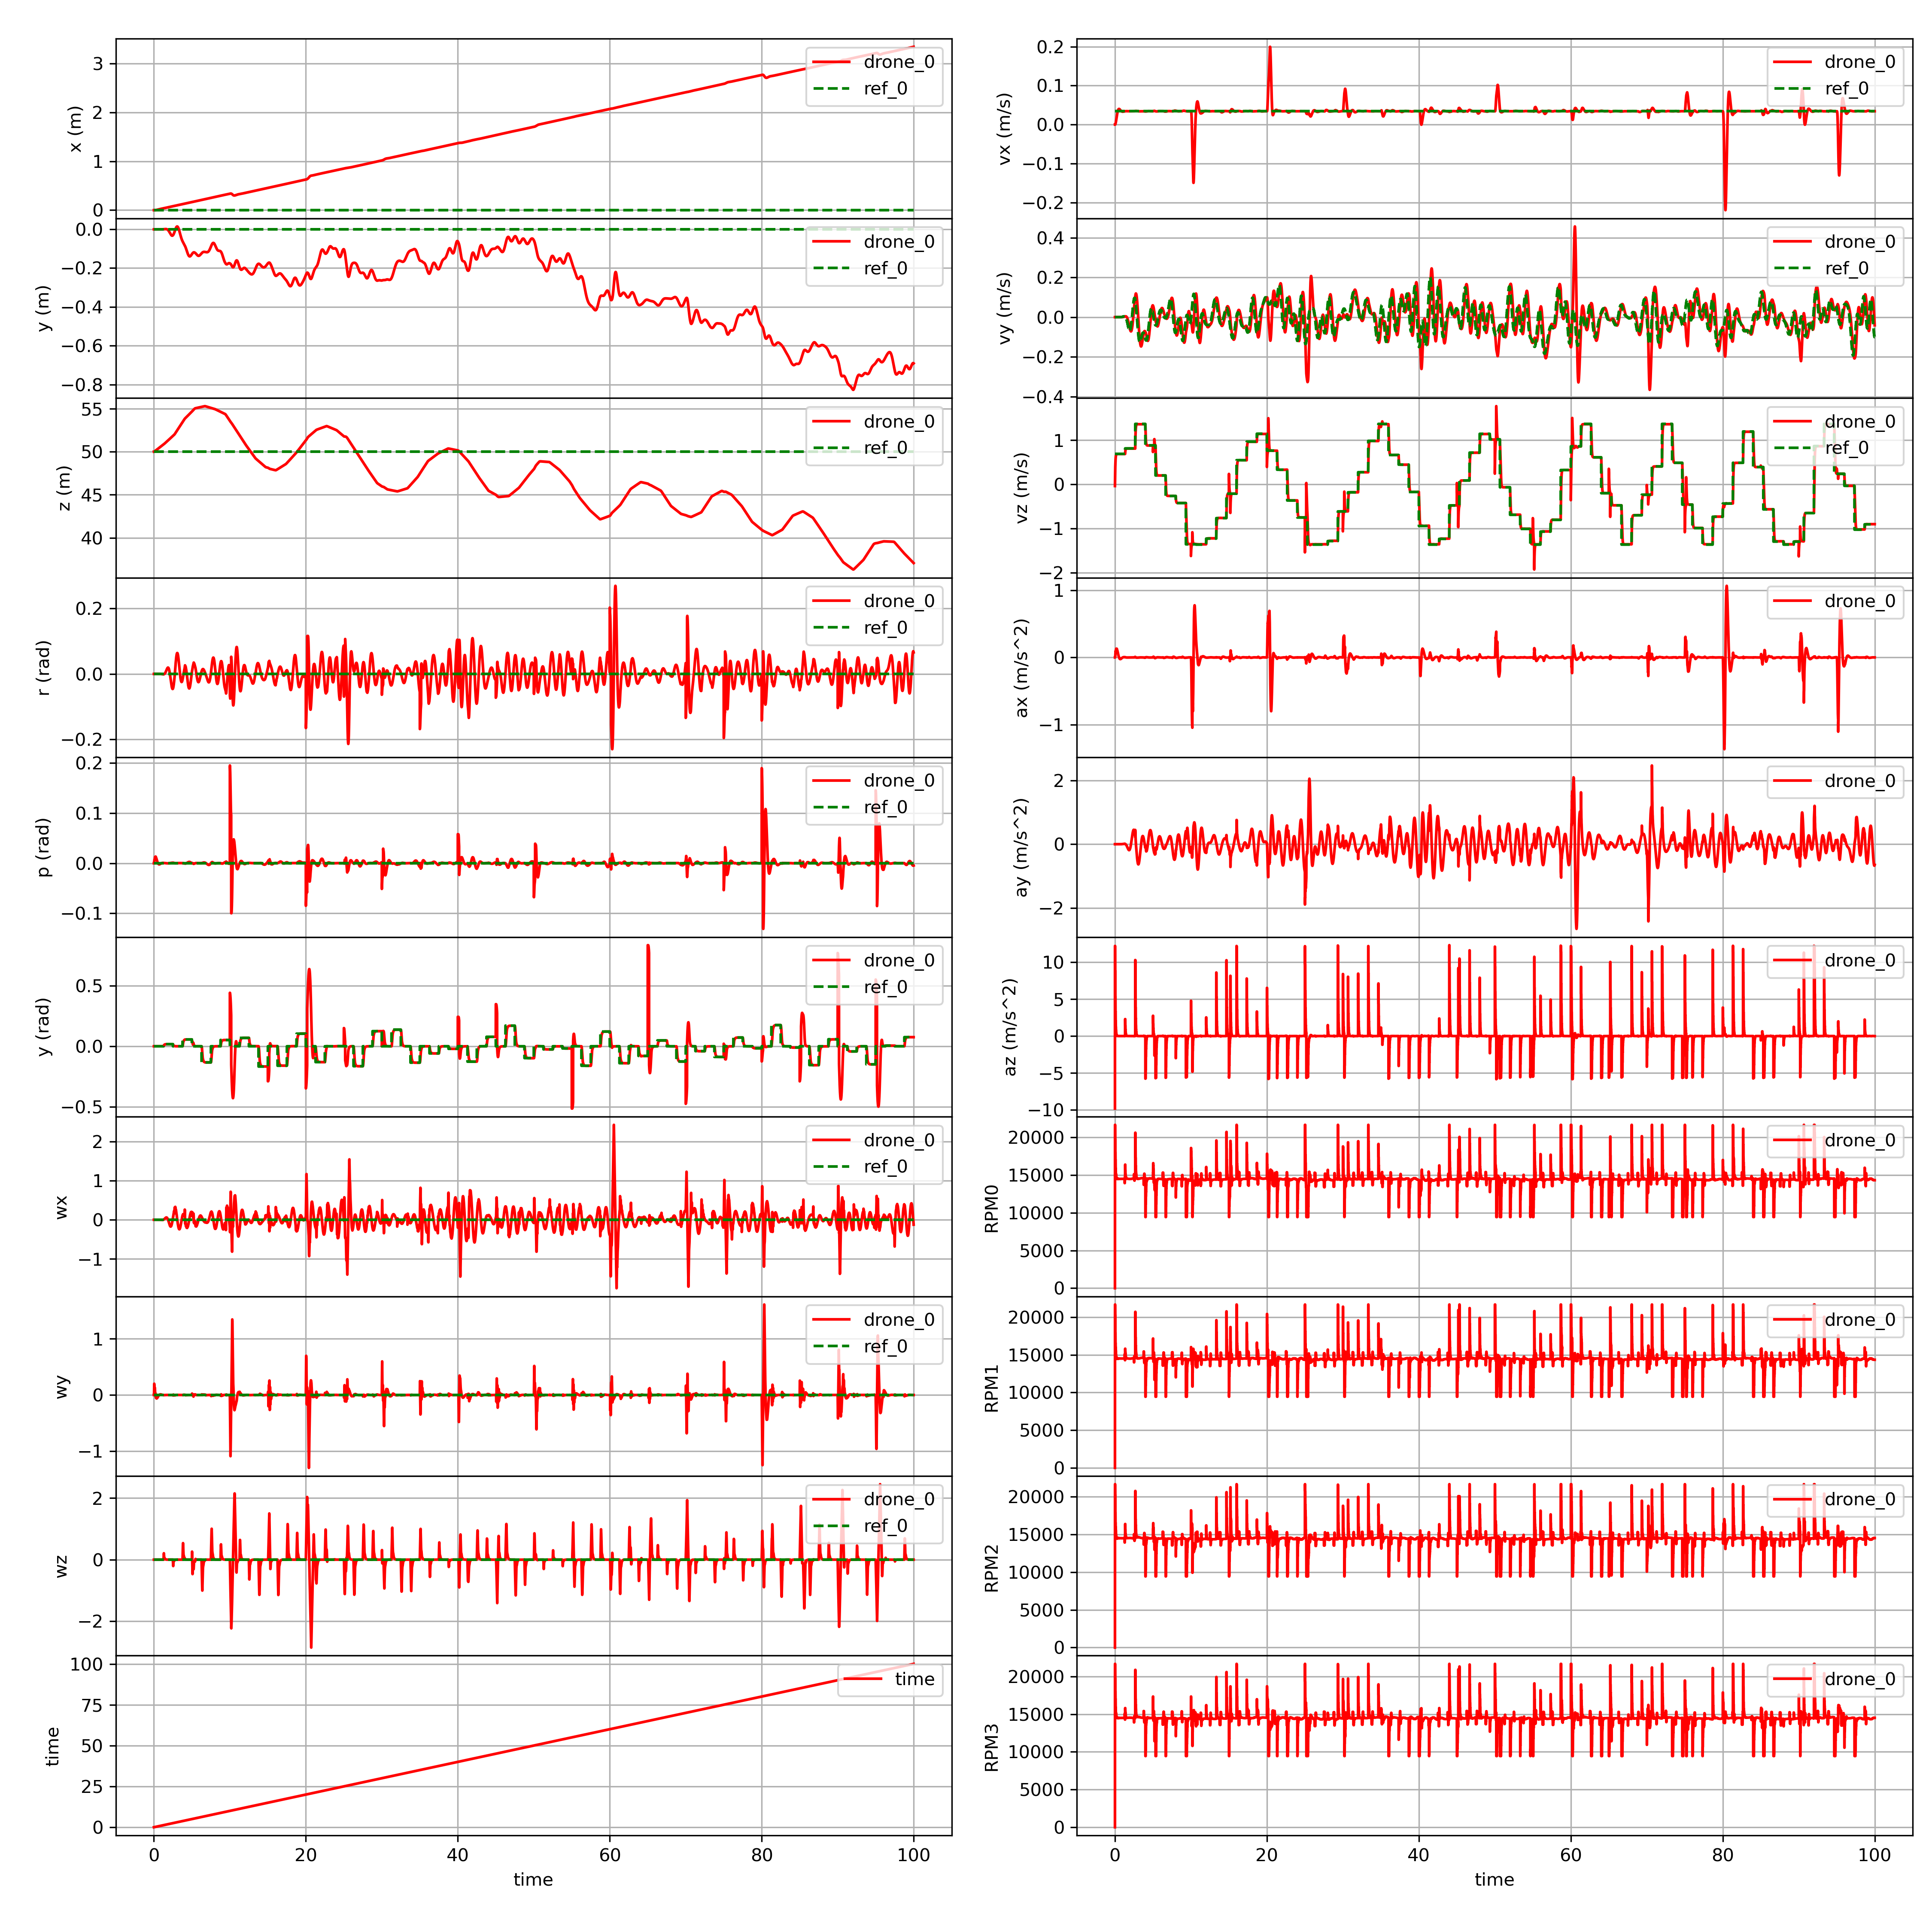 x (m)
3
2
1
0
drone_0
ref_0
y (m)
0.0
−0.2
−0.4
−0.6
−0.8
drone_0
ref_0
z (m)
55
50
45
40
drone_0
ref_0
r (rad)
0.2
0.0
−0.2
drone_0
ref_0
p (rad)
0.2
0.1
0.0
−0.1
drone_0
ref_0
y (rad)
0.5
0.0
−0.5
drone_0
ref_0
wx
2
1
0
−1
drone_0
ref_0
wy
1
0
−1
drone_0
ref_0
wz
2
0
−2
drone_0
ref_0
time
100
75
50
25
0
time
0 20 40 60 80 100
time
vx (m/s)
0.2
0.1
0.0
−0.1
−0.2
drone_0
ref_0
vy (m/s)
0.4
0.2
0.0
−0.2
−0.4
drone_0
ref_0
vz (m/s)
1
0
−1
−2
drone_0
ref_0
ax (m/s^2)
1
0
−1
drone_0
ay (m/s^2)
2
0
−2
drone_0
az (m/s^2)
10
5
0
−5
−10
drone_0
RPM0
20000
15000
10000
5000
0
drone_0
RPM1
20000
15000
10000
5000
0
drone_0
RPM2
20000
15000
10000
5000
0
drone_0
RPM3
20000
15000
10000
5000
0
drone_0
0 20 40 60 80 100
time